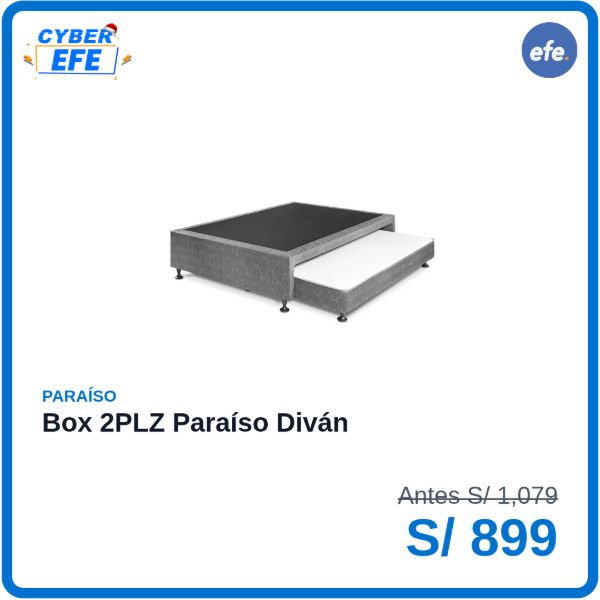 CYBER
EFE
efe.
PARAÍSO
Box 2PLZ Paraíso Diván
Antes S/ 1,079
S/ 899